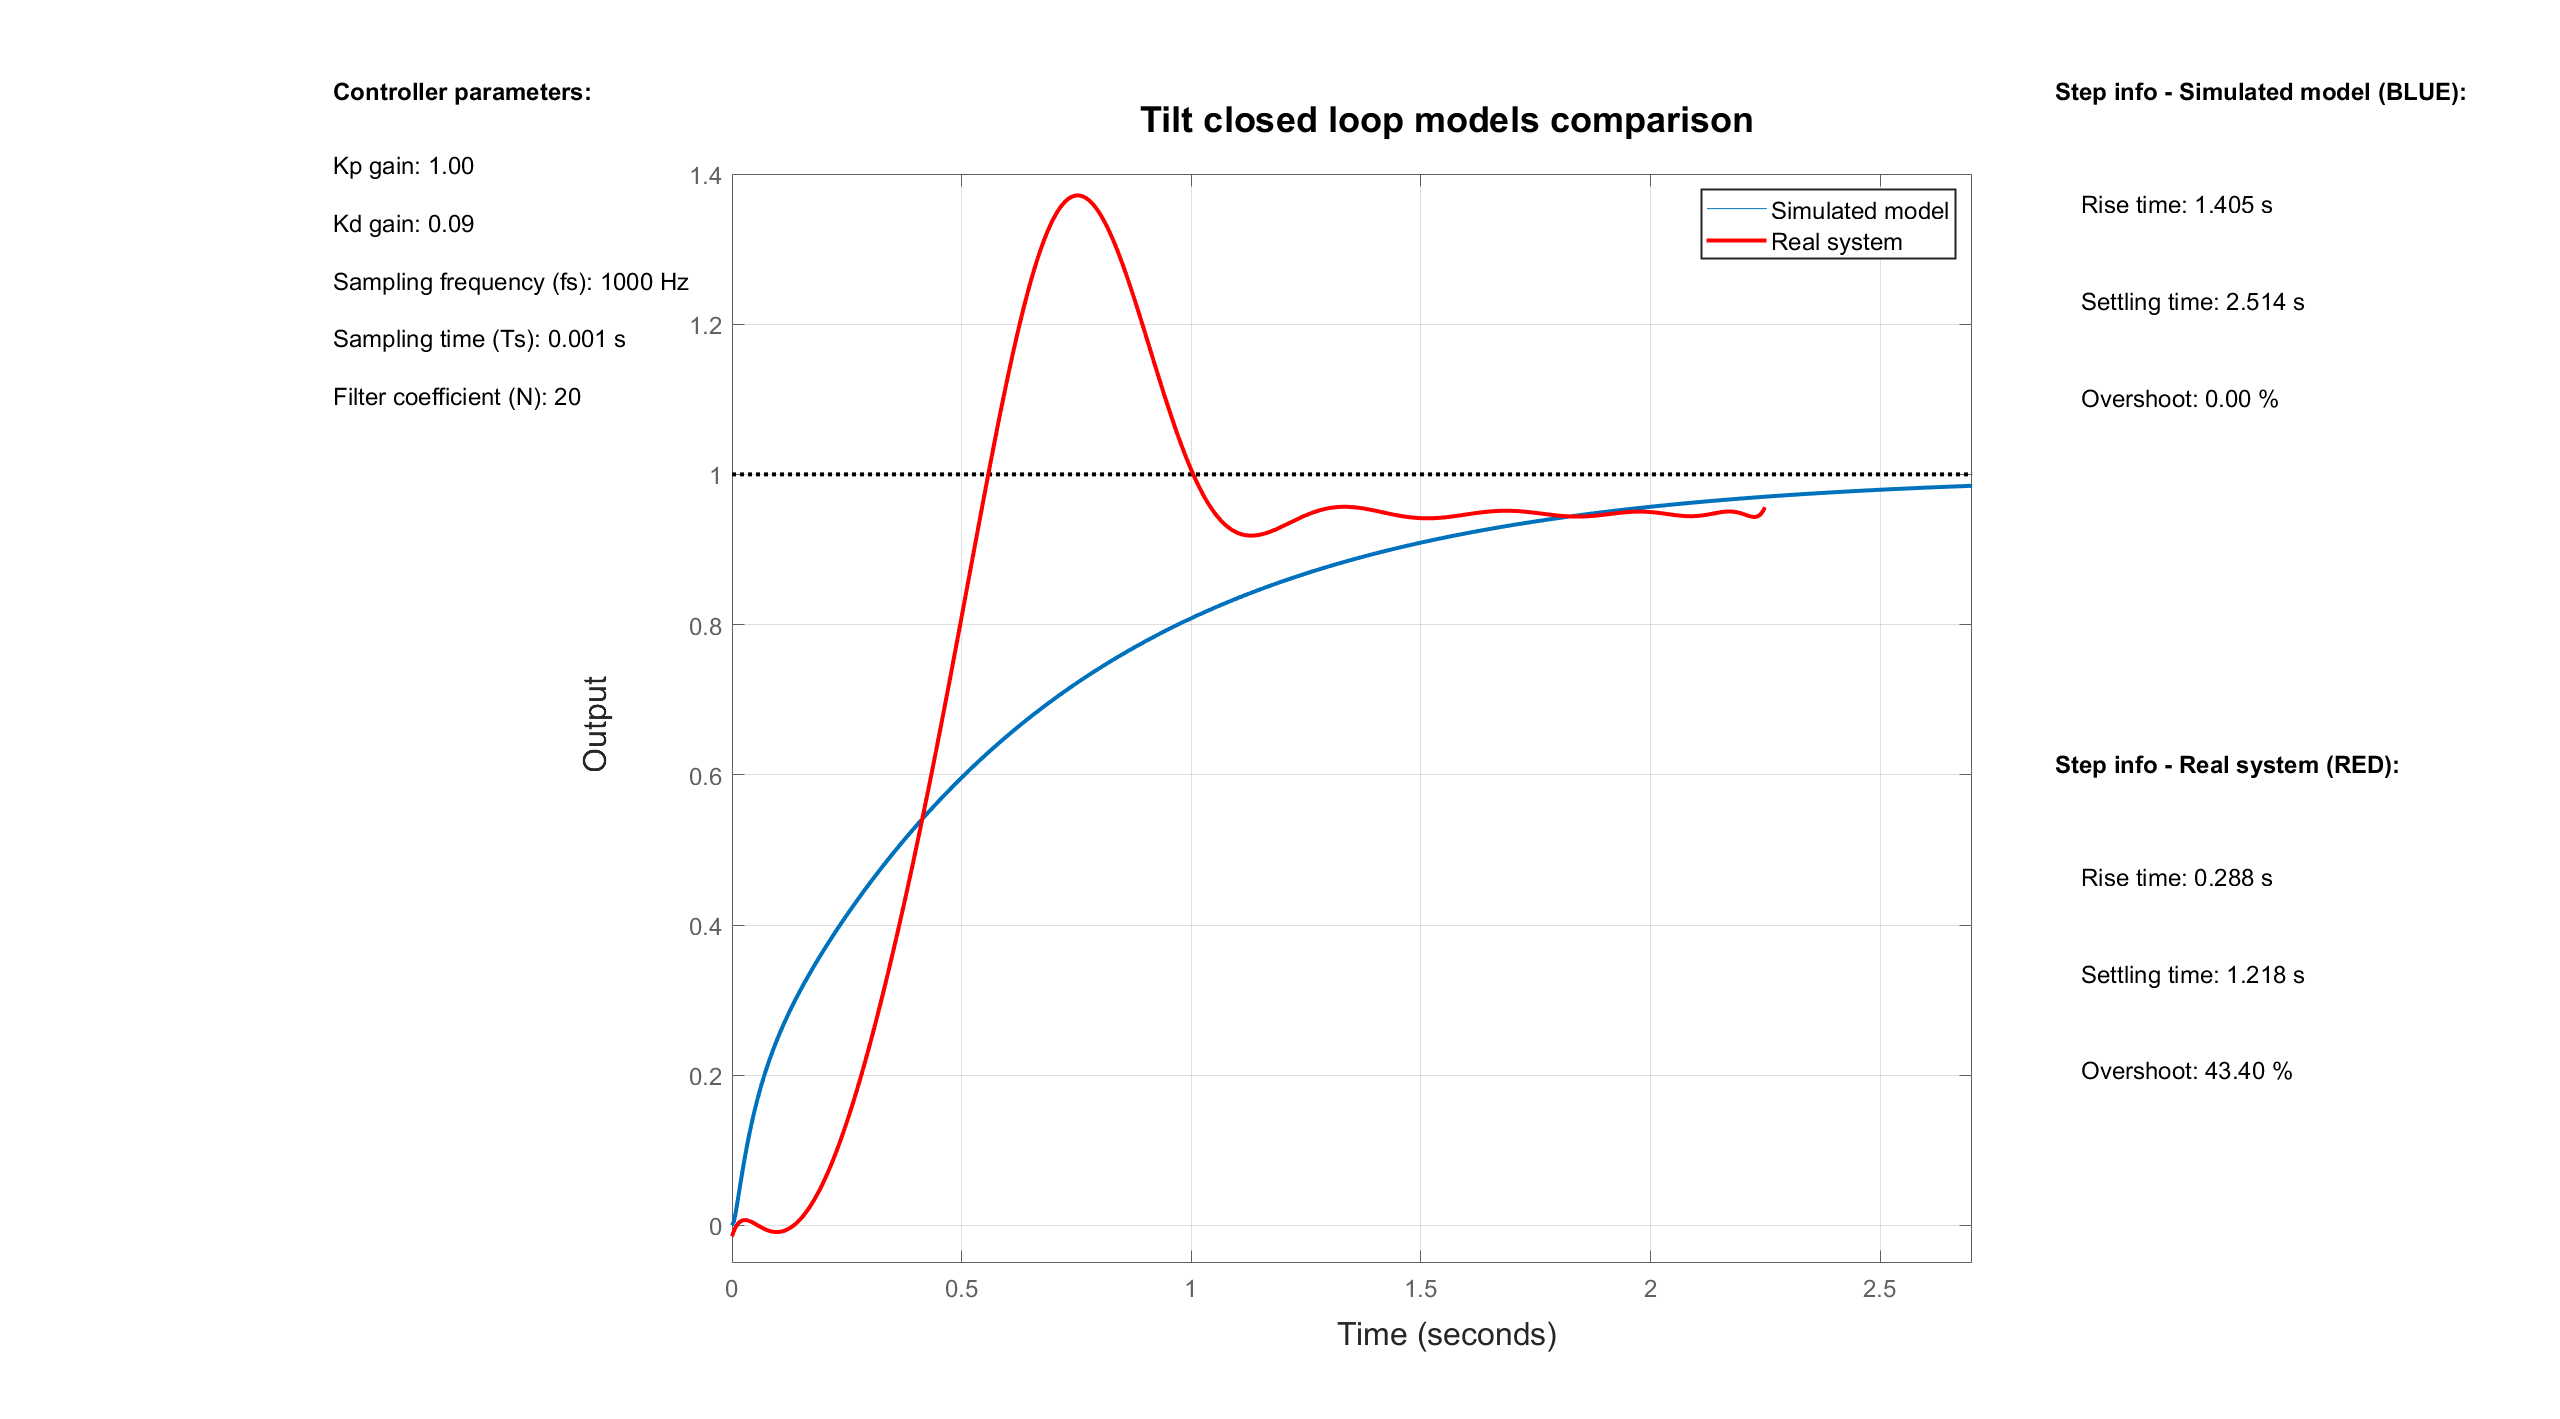 Controller parameters:
Kp gain: 1.00
Kd gain: 0.09
Sampling frequency (fs): 1000 Hz
Sampling time (Ts): 0.001 s
Filter coefficient (N): 20
Tilt closed loop models comparison
1.4
1.2
1
0.8
0.6
0.4
0.2
0
Output
Simulated model
Real system
0 0.5 1 1.5 2 2.5
Time (seconds)
Step info - Simulated model (BLUE):
Rise time: 1.405 s
Settling time: 2.514 s
Overshoot: 0.00 %
Step info - Real system (RED):
Rise time: 0.288 s
Settling time: 1.218 s
Overshoot: 43.40 %